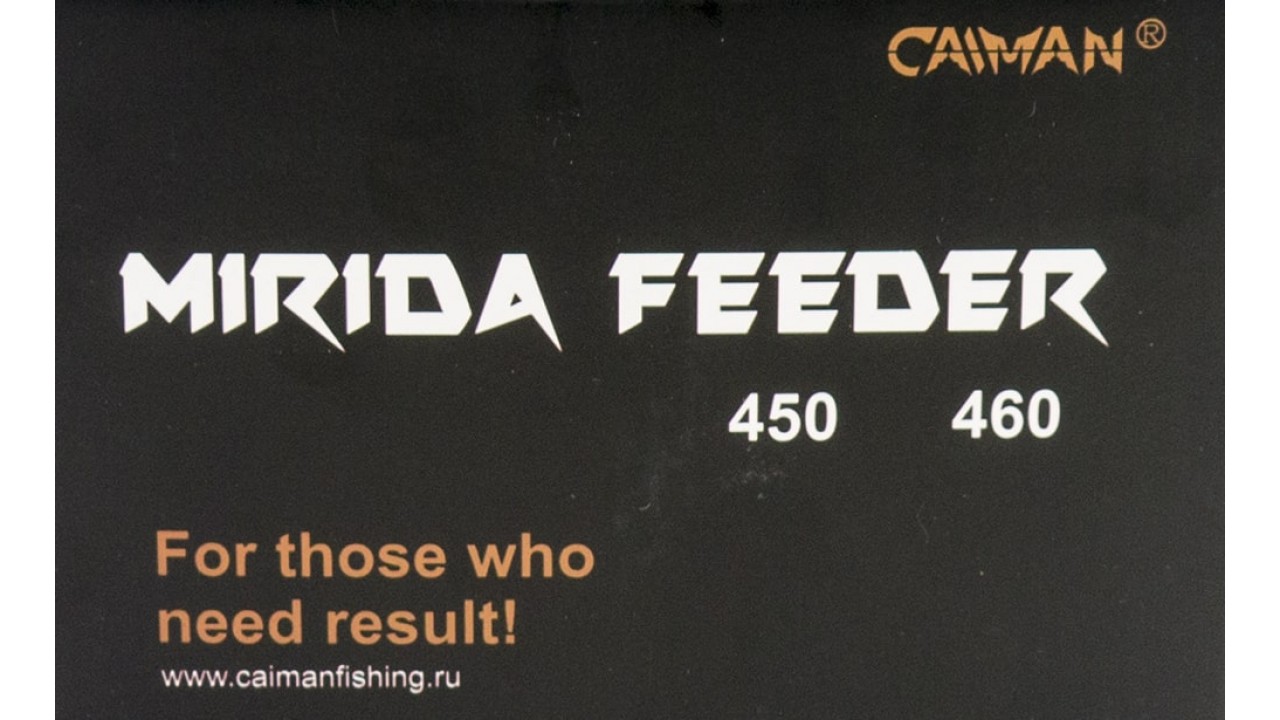 CAIMAN®
MIRIDA FEEDER
450 460
For those who
need result!
www.caimanfishing.ru